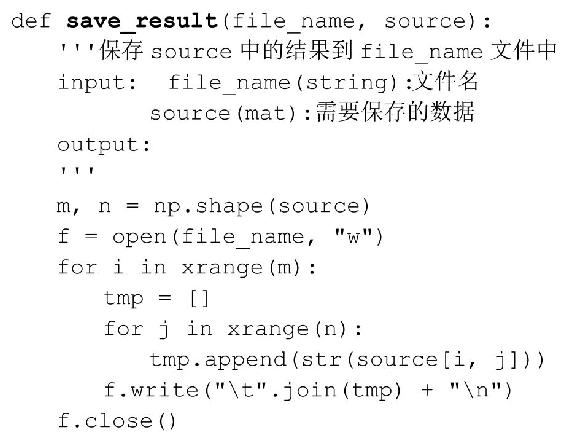 def save_result(file_name, source):
    '''保存 source 中的结果到 file_name 文件中
    input:  file_name(string):文件名
            source(mat):需要保存的数据
    output:
    '''
    m, n = np.shape(source)
    f = open(file_name, "w")
    for i in xrange(m):
        tmp = []
        for j in xrange(n):
            tmp.append(str(source[i, j]))
        f.write("\t".join(tmp) + "\n")
    f.close()